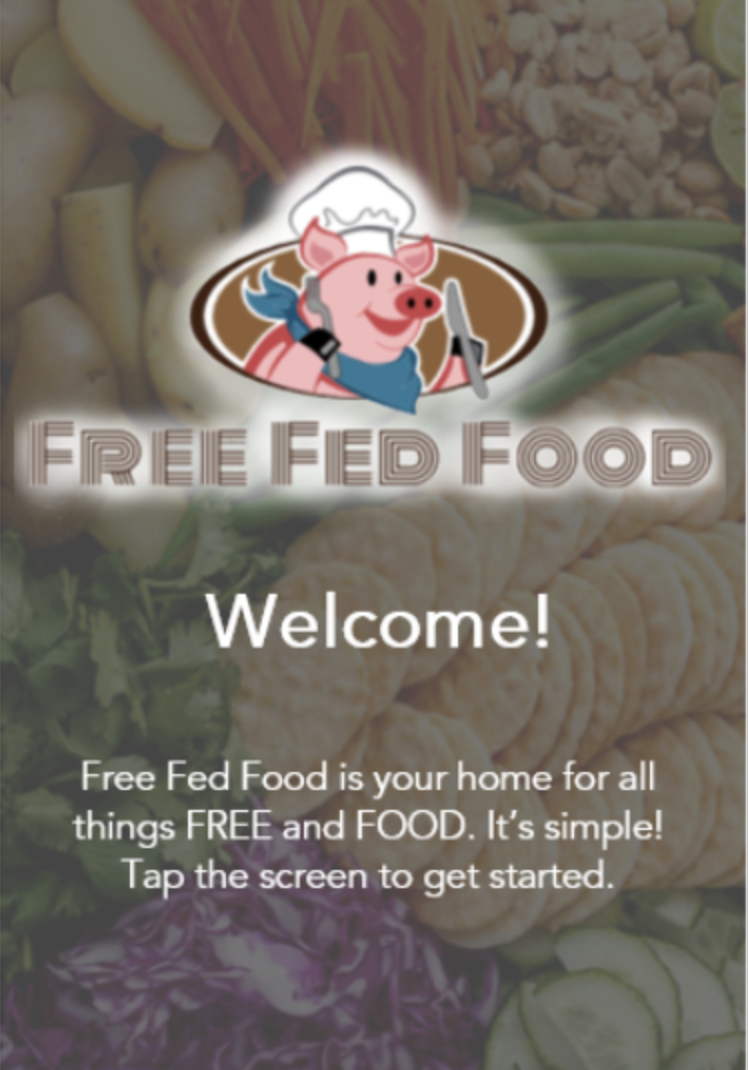 FREE FED FOOD
Welcome!
Free Fed Food is your home for all
things FREE and FOOD. It's simple!
Tap the screen to get started.